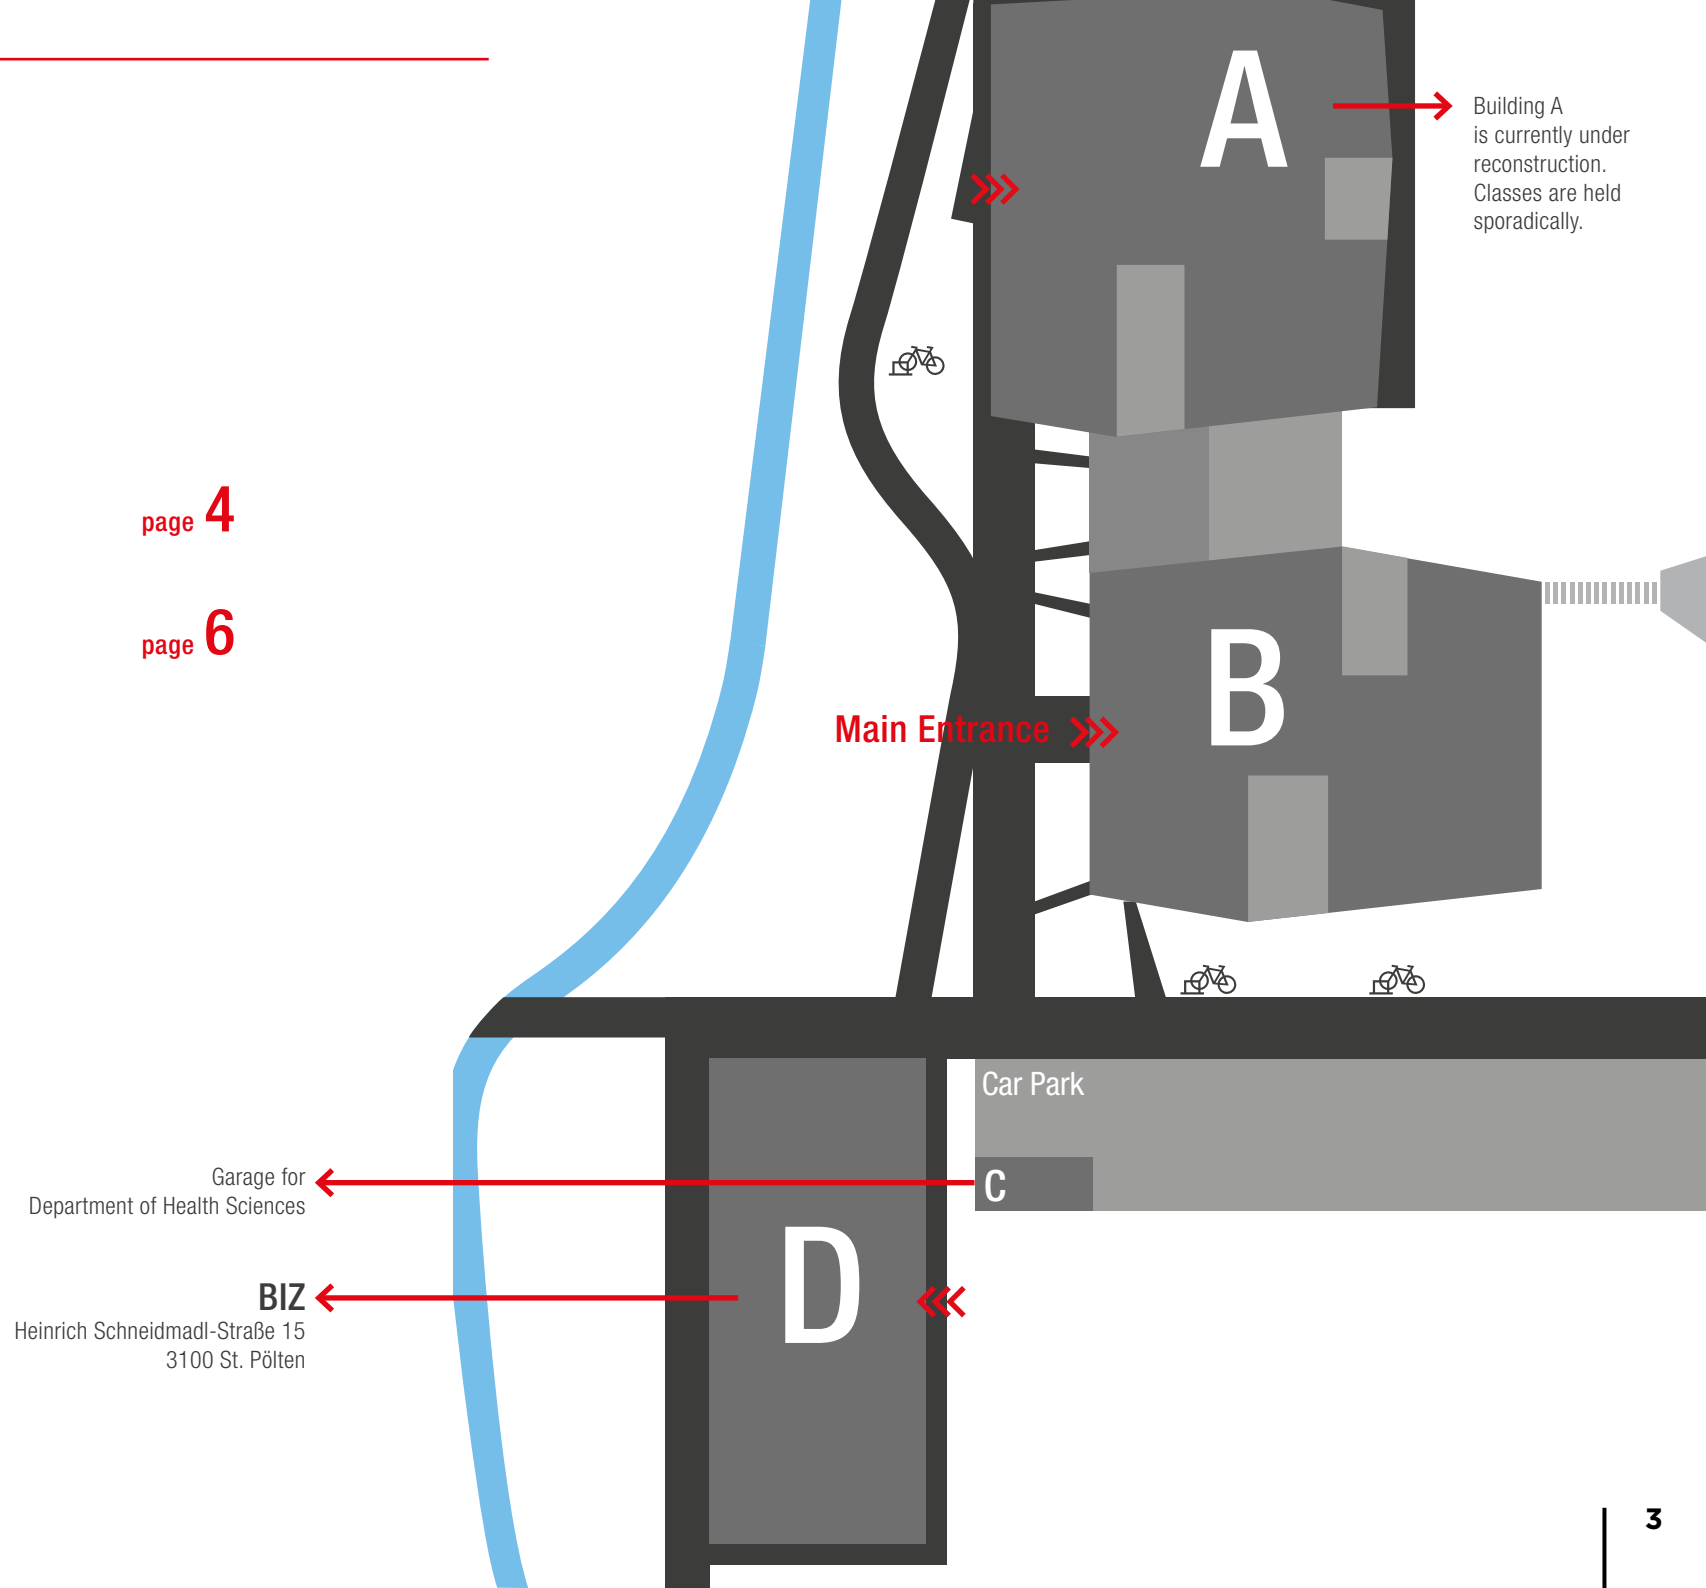 A
Building A
is currently under
reconstruction.
Classes are held
sporadically.
page 4
page 6
Main Entrance
B
Car Park
C
Garage for
Department of Health Sciences
D
BIZ
Heinrich Schneidmadl-Straße 15
3100 St. Pölten
3